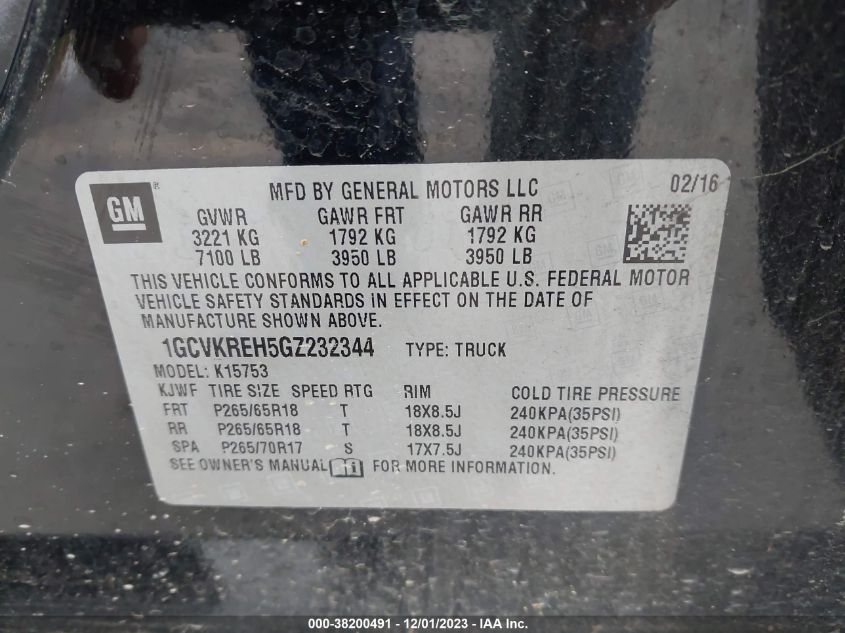 GM ®
MFD BY GENERAL MOTORS LLC 02/16
GVWR GAWR FRT GAWR RR
3221 KG 1792 KG 1792 KG
7100 LB 3950 LB 3950 LB
THIS VEHICLE CONFORMS TO ALL APPLICABLE U.S. FEDERAL MOTOR
VEHICLE SAFETY STANDARDS IN EFFECT ON THE DATE OF
MANUFACTURE SHOWN ABOVE.
1GCVKREH5GZ232344 TYPE: TRUCK
MODEL: K15753
KJWF TIRE SIZE SPEED RTG RIM COLD TIRE PRESSURE
FRT P265/65R18 T 18X8.5J 240KPA(35PSI)
RR P265/65R18 T 18X8.5J 240KPA(35PSI)
SPA P265/70R17 S 17X7.5J 240KPA(35PSI)
SEE OWNER'S MANUAL FOR MORE INFORMATION.
000-38200491 - 12/01/2023 - IAAI.com